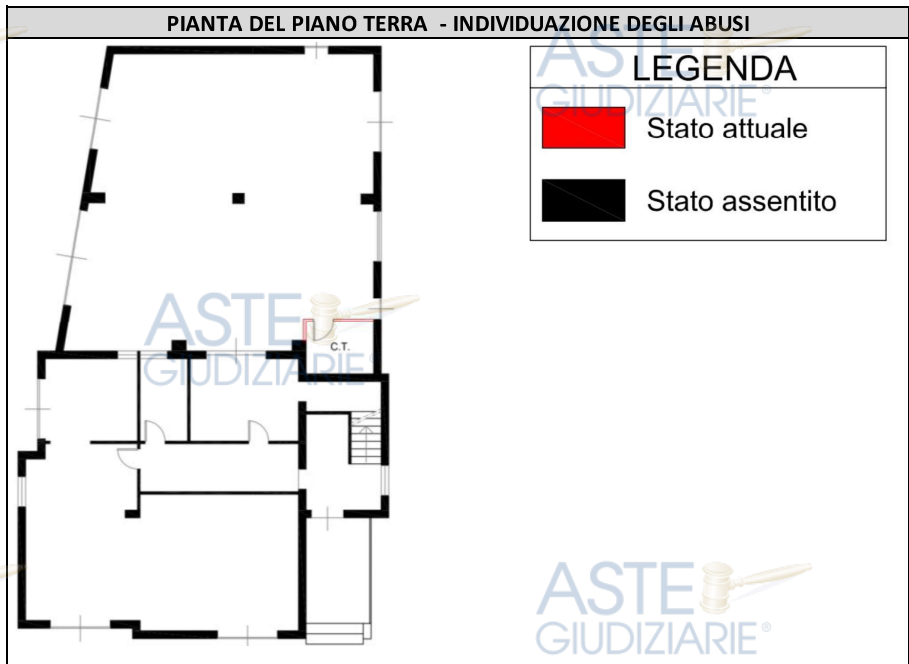 PIANTA DEL PIANO TERRA - INDIVIDUAZIONE DEGLI ABUSI
LEGENDA
Stato attuale
Stato assentito
C.T.
ASTE
GIUDIZIARIE®
ASTE
GIUDIZIARIE®
ASTE
GIUDIZIARIE®